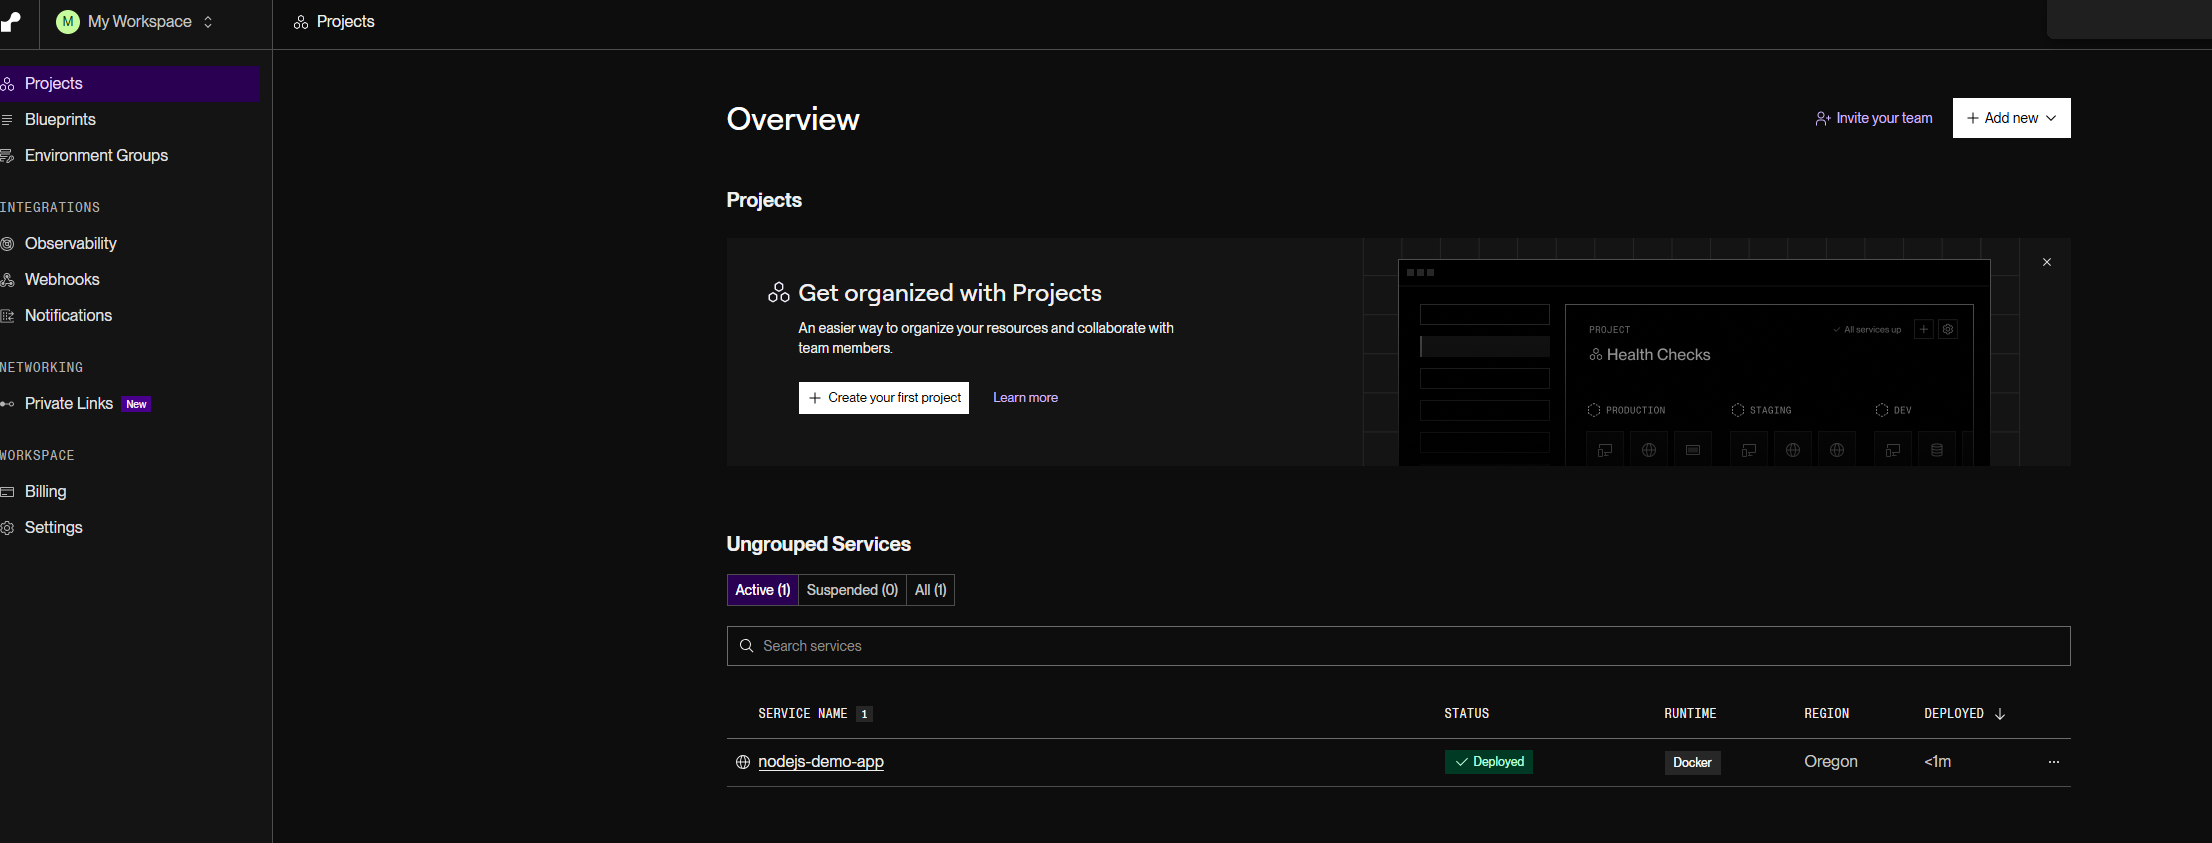 M My Workspace
Projects
Projects
Blueprints
Environment Groups
INTEGRATIONS
Observability
Webhooks
Notifications
NETWORKING
Private Links New
WORKSPACE
Billing
Settings
Overview
Invite your team
Add new
Projects
Get organized with Projects
An easier way to organize your resources and collaborate with
team members.
Create your first project Learn more
PROJECT
All services up
Health Checks
PRODUCTION STAGING DEV
Ungrouped Services
Active (1) Suspended (0) All (1)
Search services
SERVICE NAME 1 STATUS RUNTIME REGION DEPLOYED
nodejs-demo-app Deployed Docker Oregon <1m